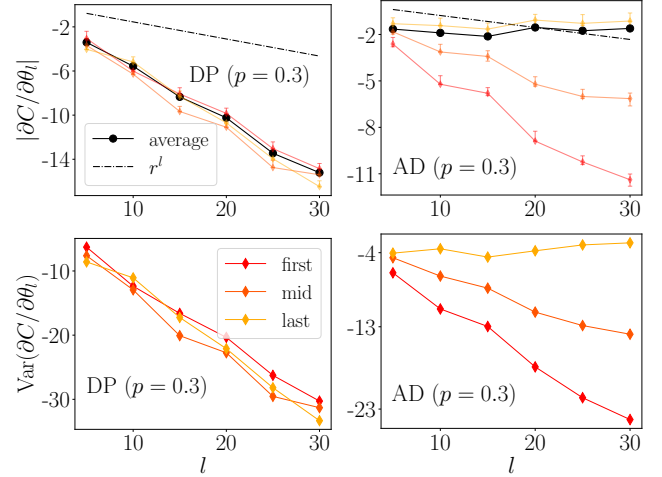 |∂C/∂θ_l|
-2
-6
-10
-14
DP (p = 0.3)
average
r^l
10
20
30
-2
-5
-8
-11
AD (p = 0.3)
10
20
30
Var(∂C/∂θ_l)
-10
-20
-30
first
mid
last
DP (p = 0.3)
10
20
30
l
-4
-13
-23
AD (p = 0.3)
10
20
30
l